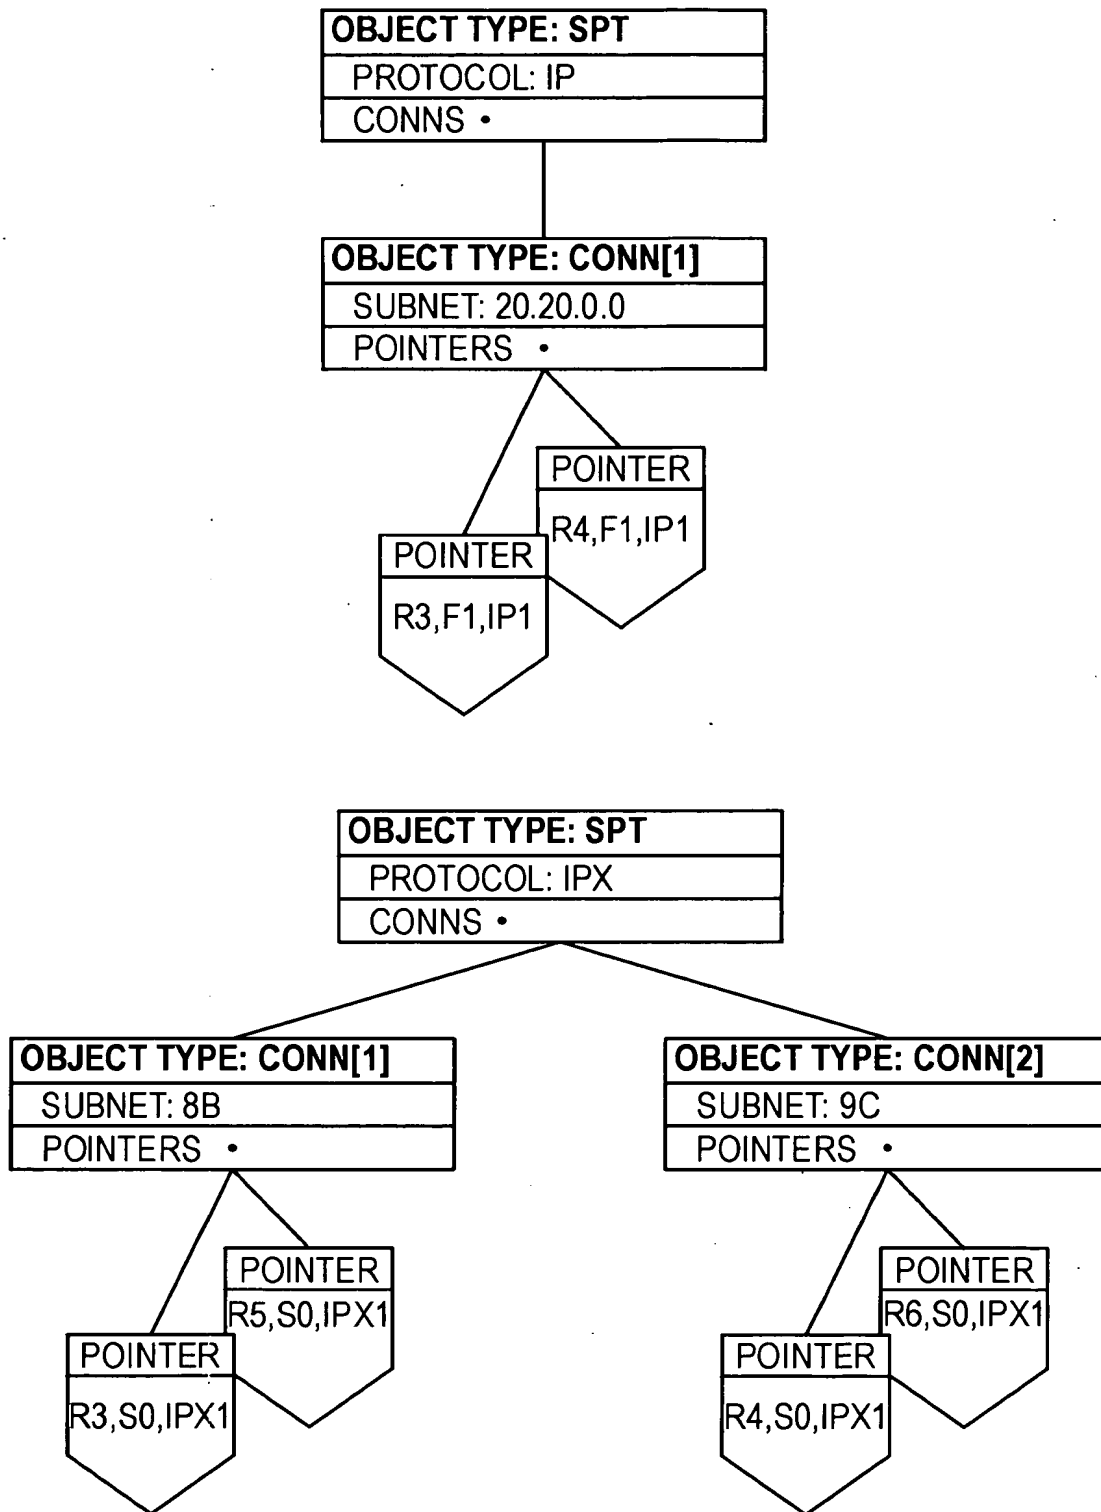 OBJECT TYPE: SPT
PROTOCOL: IP
CONNS •
OBJECT TYPE: CONN[1]
SUBNET: 20.20.0.0
POINTERS •
POINTER
R4,F1,IP1
POINTER
R3,F1,IP1
OBJECT TYPE: SPT
PROTOCOL: IPX
CONNS •
OBJECT TYPE: CONN[1]
SUBNET: 8B
POINTERS •
POINTER
R5,S0,IPX1
POINTER
R3,S0,IPX1
OBJECT TYPE: CONN[2]
SUBNET: 9C
POINTERS •
POINTER
R6,S0,IPX1
POINTER
R4,S0,IPX1